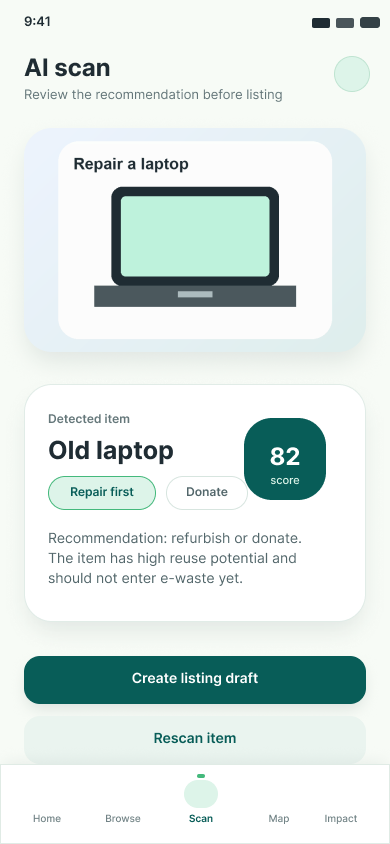 9:41
AI scan
Review the recommendation before listing
Repair a laptop
Detected item
Old laptop
82
score
Repair first
Donate
Recommendation: refurbish or donate.
The item has high reuse potential and
should not enter e-waste yet.
Create listing draft
Rescan item
Home
Browse
Scan
Map
Impact